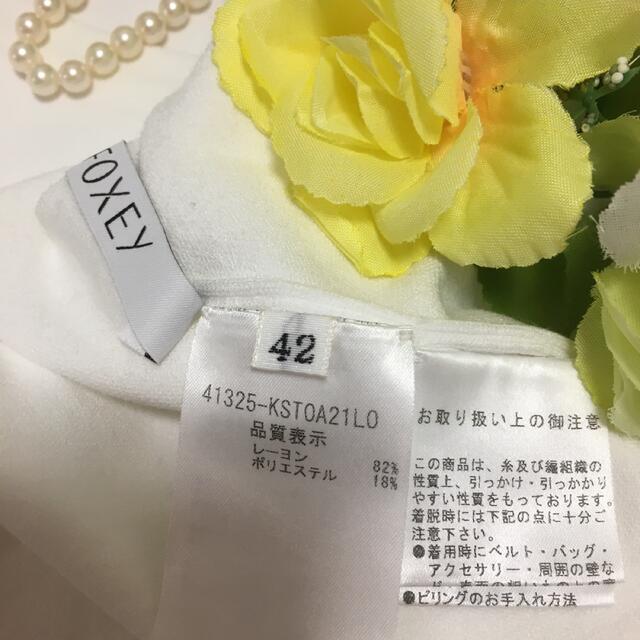 FOXEY
42
41325-KSTOA21LO
品質表示
レーヨン 82%
ポリエステル 18%
お取り扱い上の御注意
この商品は、糸及び編組織の
性質上、引っかけ・引っかかり
やすい性質をもっております。
着脱時には下記の点に十分ご
注意下さい。
●着用時にベルト・バッグ・
アクセサリー・周囲の壁な
●ピリングのお手入れ方法